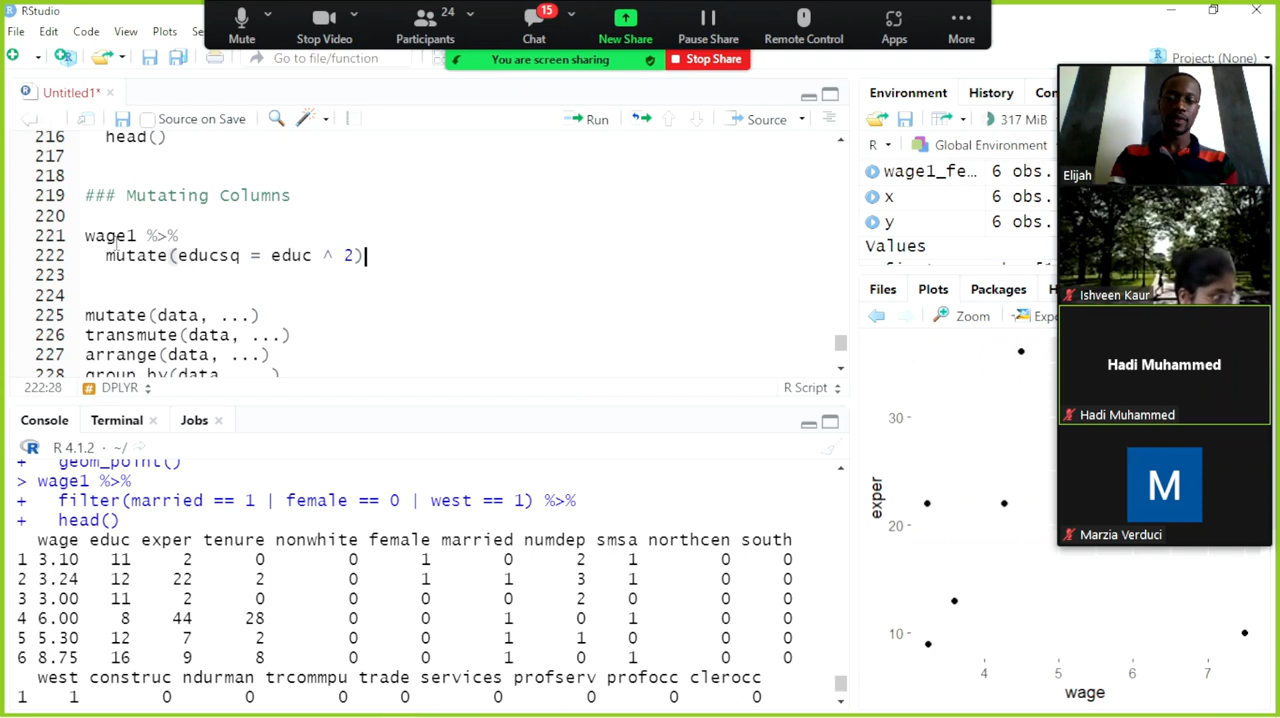 RStudio
File Edit Code View Plots
Mute
Stop Video
24
Participants
15
Chat
New Share
Pause Share
Remote Control
Apps
More
You are screen sharing
Stop Share
Go to file/function
Project: (None)
Untitled1*
Source on Save
Run
Source
216 head()
217
218
219 ### Mutating Columns
220
221 wage1 %>%
222 mutate(educsq = educ ^ 2)
223
224
225 mutate(data, ...)
226 transmute(data, ...)
227 arrange(data, ...)
228 group_by(data, ...)
222:28 DPLYR
R Script
Console Terminal Jobs
R 4.1.2 · ~/
+ geom_point()
> wage1 %>%
+ filter(married == 1 | female == 0 | west == 1) %>%
+ head()
wage educ exper tenure nonwhite female married numdep smsa northcen south
1 3.10 11 2 0 0 1 0 2 1 0 0
2 3.24 12 22 2 0 1 1 3 1 0 0
3 3.00 11 2 0 0 0 0 2 0 0 0
4 6.00 8 44 28 0 0 1 0 1 0 0
5 5.30 12 7 2 0 0 1 1 0 0 0
6 8.75 16 9 8 0 0 1 0 1 0 0
west construc ndurman trcommpu trade services profserv profocc clerocc
1 1 0 0 0 0 0 0 0 0
Environment History
317 MiB
R Global Environment
wage1_fe… 6 obs.
x 6 obs.
y 6 obs.
Values
Files Plots Packages
Zoom
exper
30
20
10
4 5 6 7
wage
Elijah
Ishveen Kaur
Hadi Muhammed
Hadi Muhammed
M
Marzia Verduci